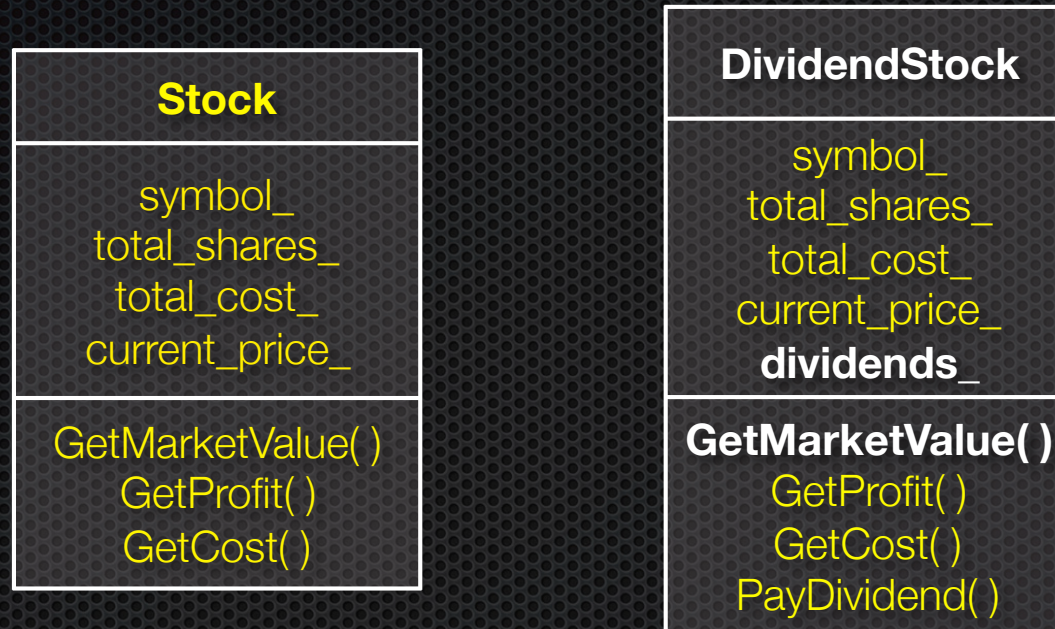 Stock
symbol_
total_shares_
total_cost_
current_price_
GetMarketValue( )
GetProfit( )
GetCost( )
DividendStock
symbol_
total_shares_
total_cost_
current_price_
dividends_
GetMarketValue( )
GetProfit( )
GetCost( )
PayDividend( )